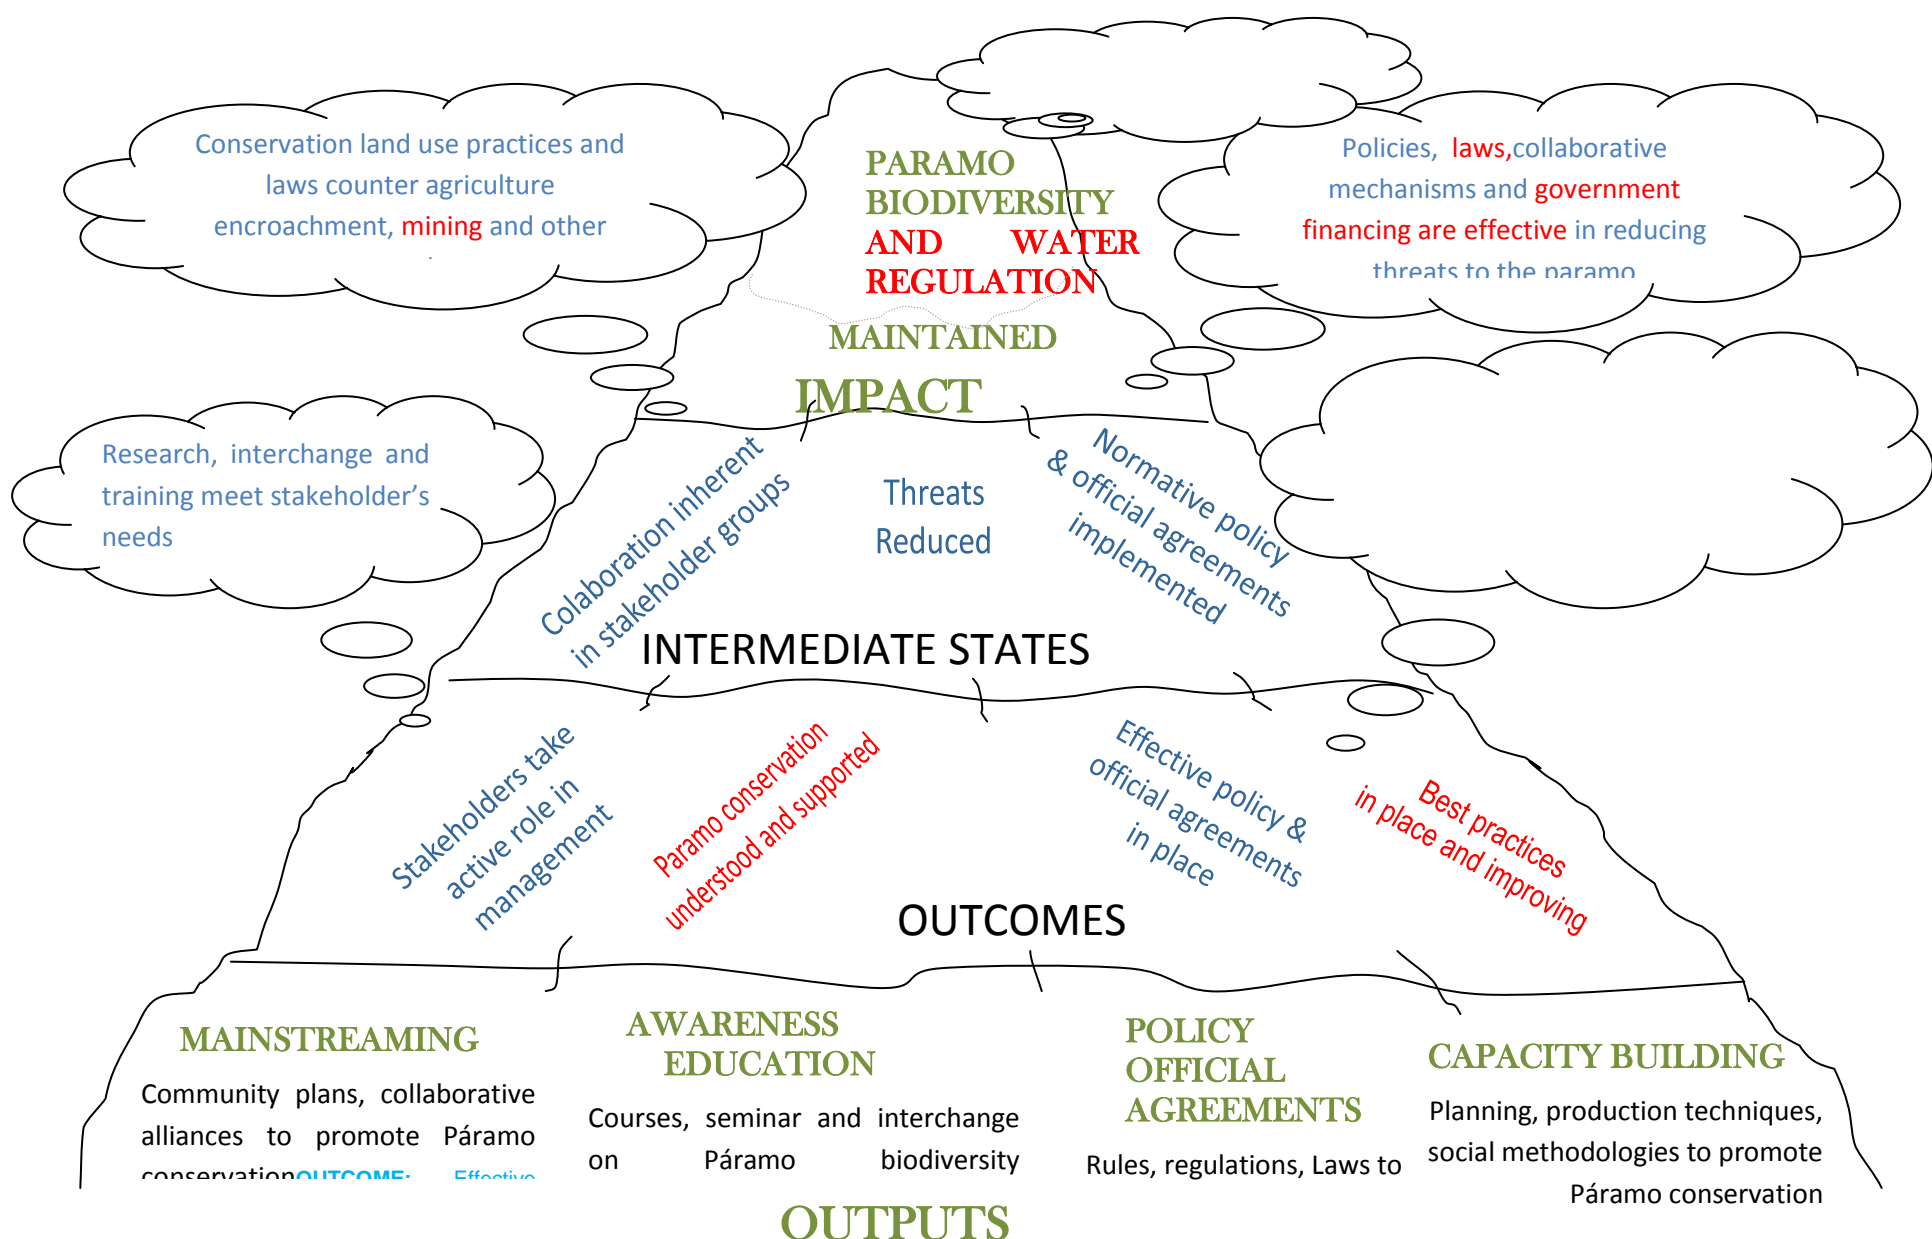 Conservation land use practices and
laws counter agriculture
encroachment, mining and other
Policies, laws,collaborative
mechanisms and government
financing are effective in reducing
threats to the paramo
PARAMO
BIODIVERSITY
AND WATER
REGULATION
MAINTAINED
IMPACT
Research, interchange and
training meet stakeholder's
needs
Colaboration inherent
in stakeholder groups
Threats
Reduced
Normative policy
& official agreements
implemented
INTERMEDIATE STATES
Stakeholders take
active role in
management
Paramo conservation
understood and supported
Effective policy &
official agreements
in place
Best practices
in place and improving
OUTCOMES
MAINSTREAMING
Community plans, collaborative
alliances to promote Páramo
conservationOUTCOME: Effective
AWARENESS
EDUCATION
Courses, seminar and interchange
on Páramo biodiversity
POLICY
OFFICIAL
AGREEMENTS
Rules, regulations, Laws to
CAPACITY BUILDING
Planning, production techniques,
social methodologies to promote
Páramo conservation
OUTPUTS